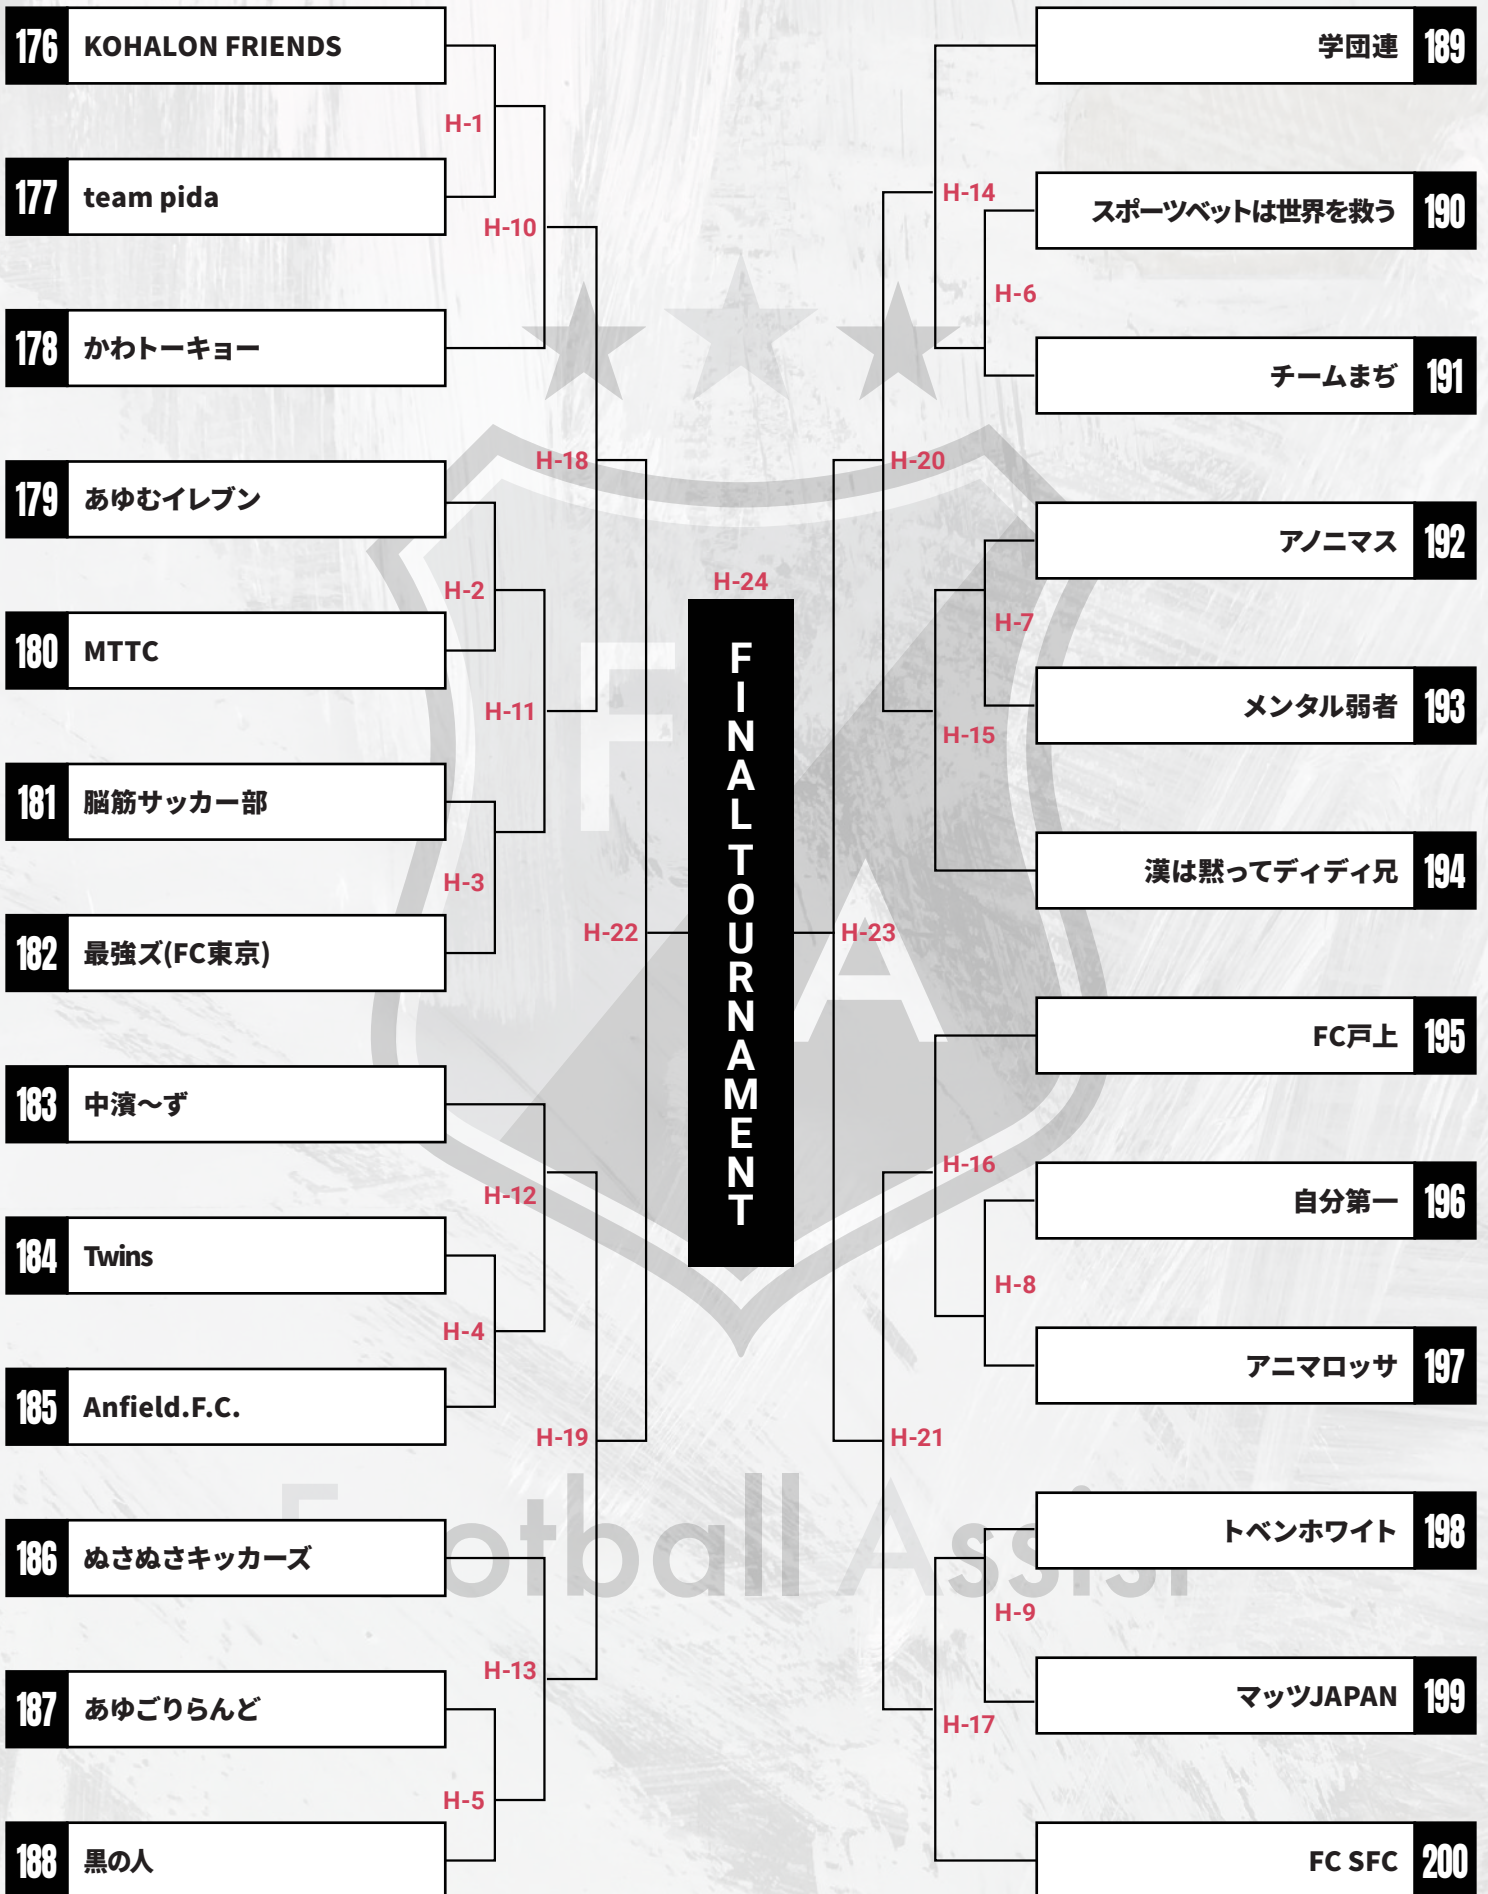 176 KOHALON FRIENDS
H-1
177 team pida
H-10
178 かわトーキョー
H-18
179 あゆむイレブン
H-2
180 MTTC
H-11
181 脳筋サッカー部
H-3
182 最強ズ(FC東京)
H-22
183 中濱～ず
H-12
184 Twins
H-4
185 Anfield.F.C.
H-19
186 ぬさぬさキッカーズ
H-13
187 あゆごりらんど
H-5
188 黒の人
H-24
FINAL TOURNAMENT
学団連 189
H-14
スポーツベットは世界を救う 190
H-6
チームまぢ 191
H-20
アノニマス 192
H-7
メンタル弱者 193
H-15
漢は黙ってディディ兄 194
H-23
FC戸上 195
H-16
自分第一 196
H-8
アニマロッサ 197
H-21
トベンホワイト 198
H-9
マッツJAPAN 199
H-17
FC SFC 200
F A
Football Assist